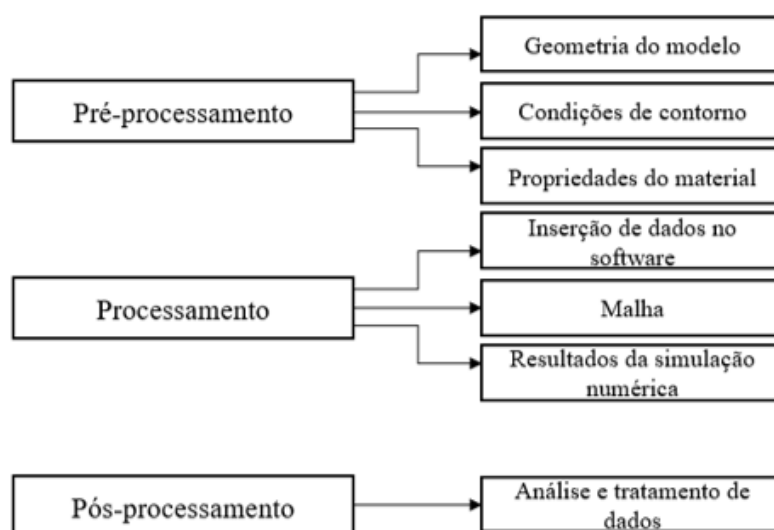 Geometria do modelo
Pré-processamento
Condições de contorno
Propriedades do material
Inserção de dados no
software
Processamento
Malha
Resultados da simulação
numérica
Pós-processamento
Análise e tratamento de
dados